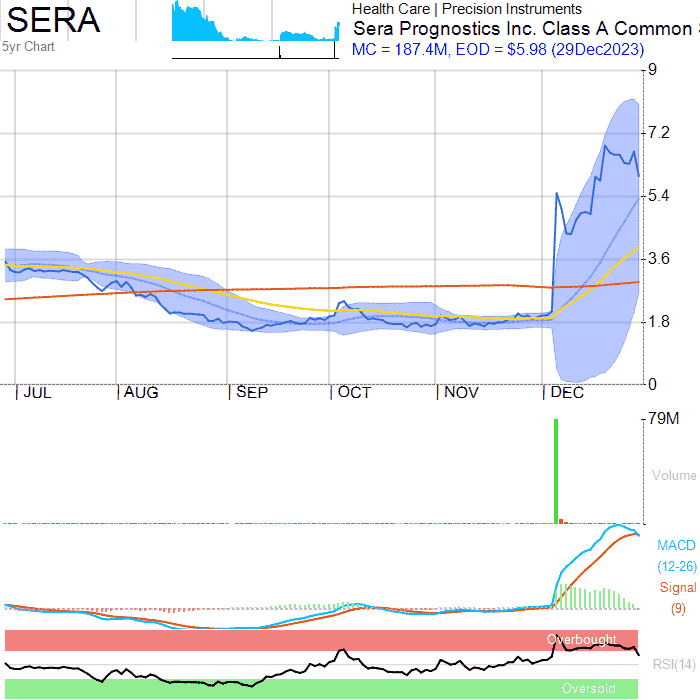 SERA
5yr Chart
Health Care | Precision Instruments
Sera Prognostics Inc. Class A Common
MC = 187.4M, EOD = $5.98 (29Dec2023)
9
7.2
5.4
3.6
1.8
0
JUL AUG SEP OCT NOV DEC
79M
Volume
MACD
(12-26)
Signal
(9)
Overbought
RSI(14)
Oversold